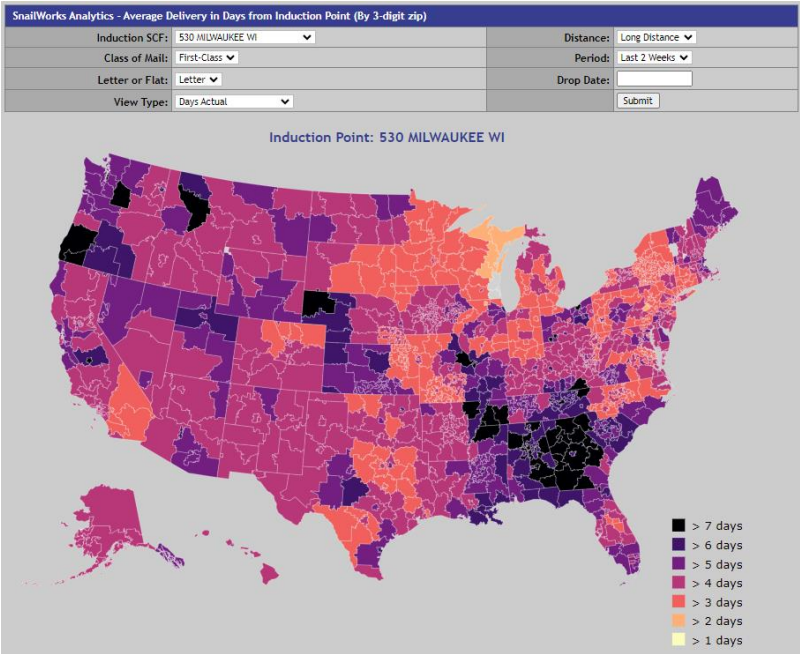 SnailWorks Analytics - Average Delivery in Days from Induction Point (By 3-digit zip)
Induction SCF: 530 MILWAUKEE WI Distance: Long Distance
Class of Mail: First-Class Period: Last 2 Weeks
Letter or Flat: Letter Drop Date:
View Type: Days Actual Submit
Induction Point: 530 MILWAUKEE WI
> 7 days
> 6 days
> 5 days
> 4 days
> 3 days
> 2 days
> 1 days